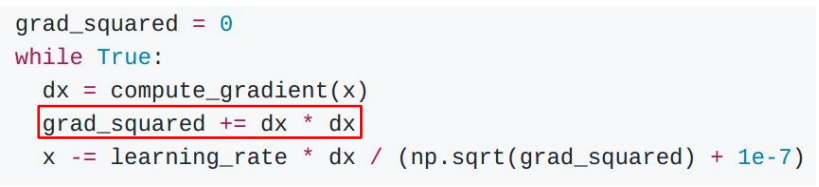 grad_squared = 0
while True:
  dx = compute_gradient(x)
  grad_squared += dx * dx
  x -= learning_rate * dx / (np.sqrt(grad_squared) + 1e-7)